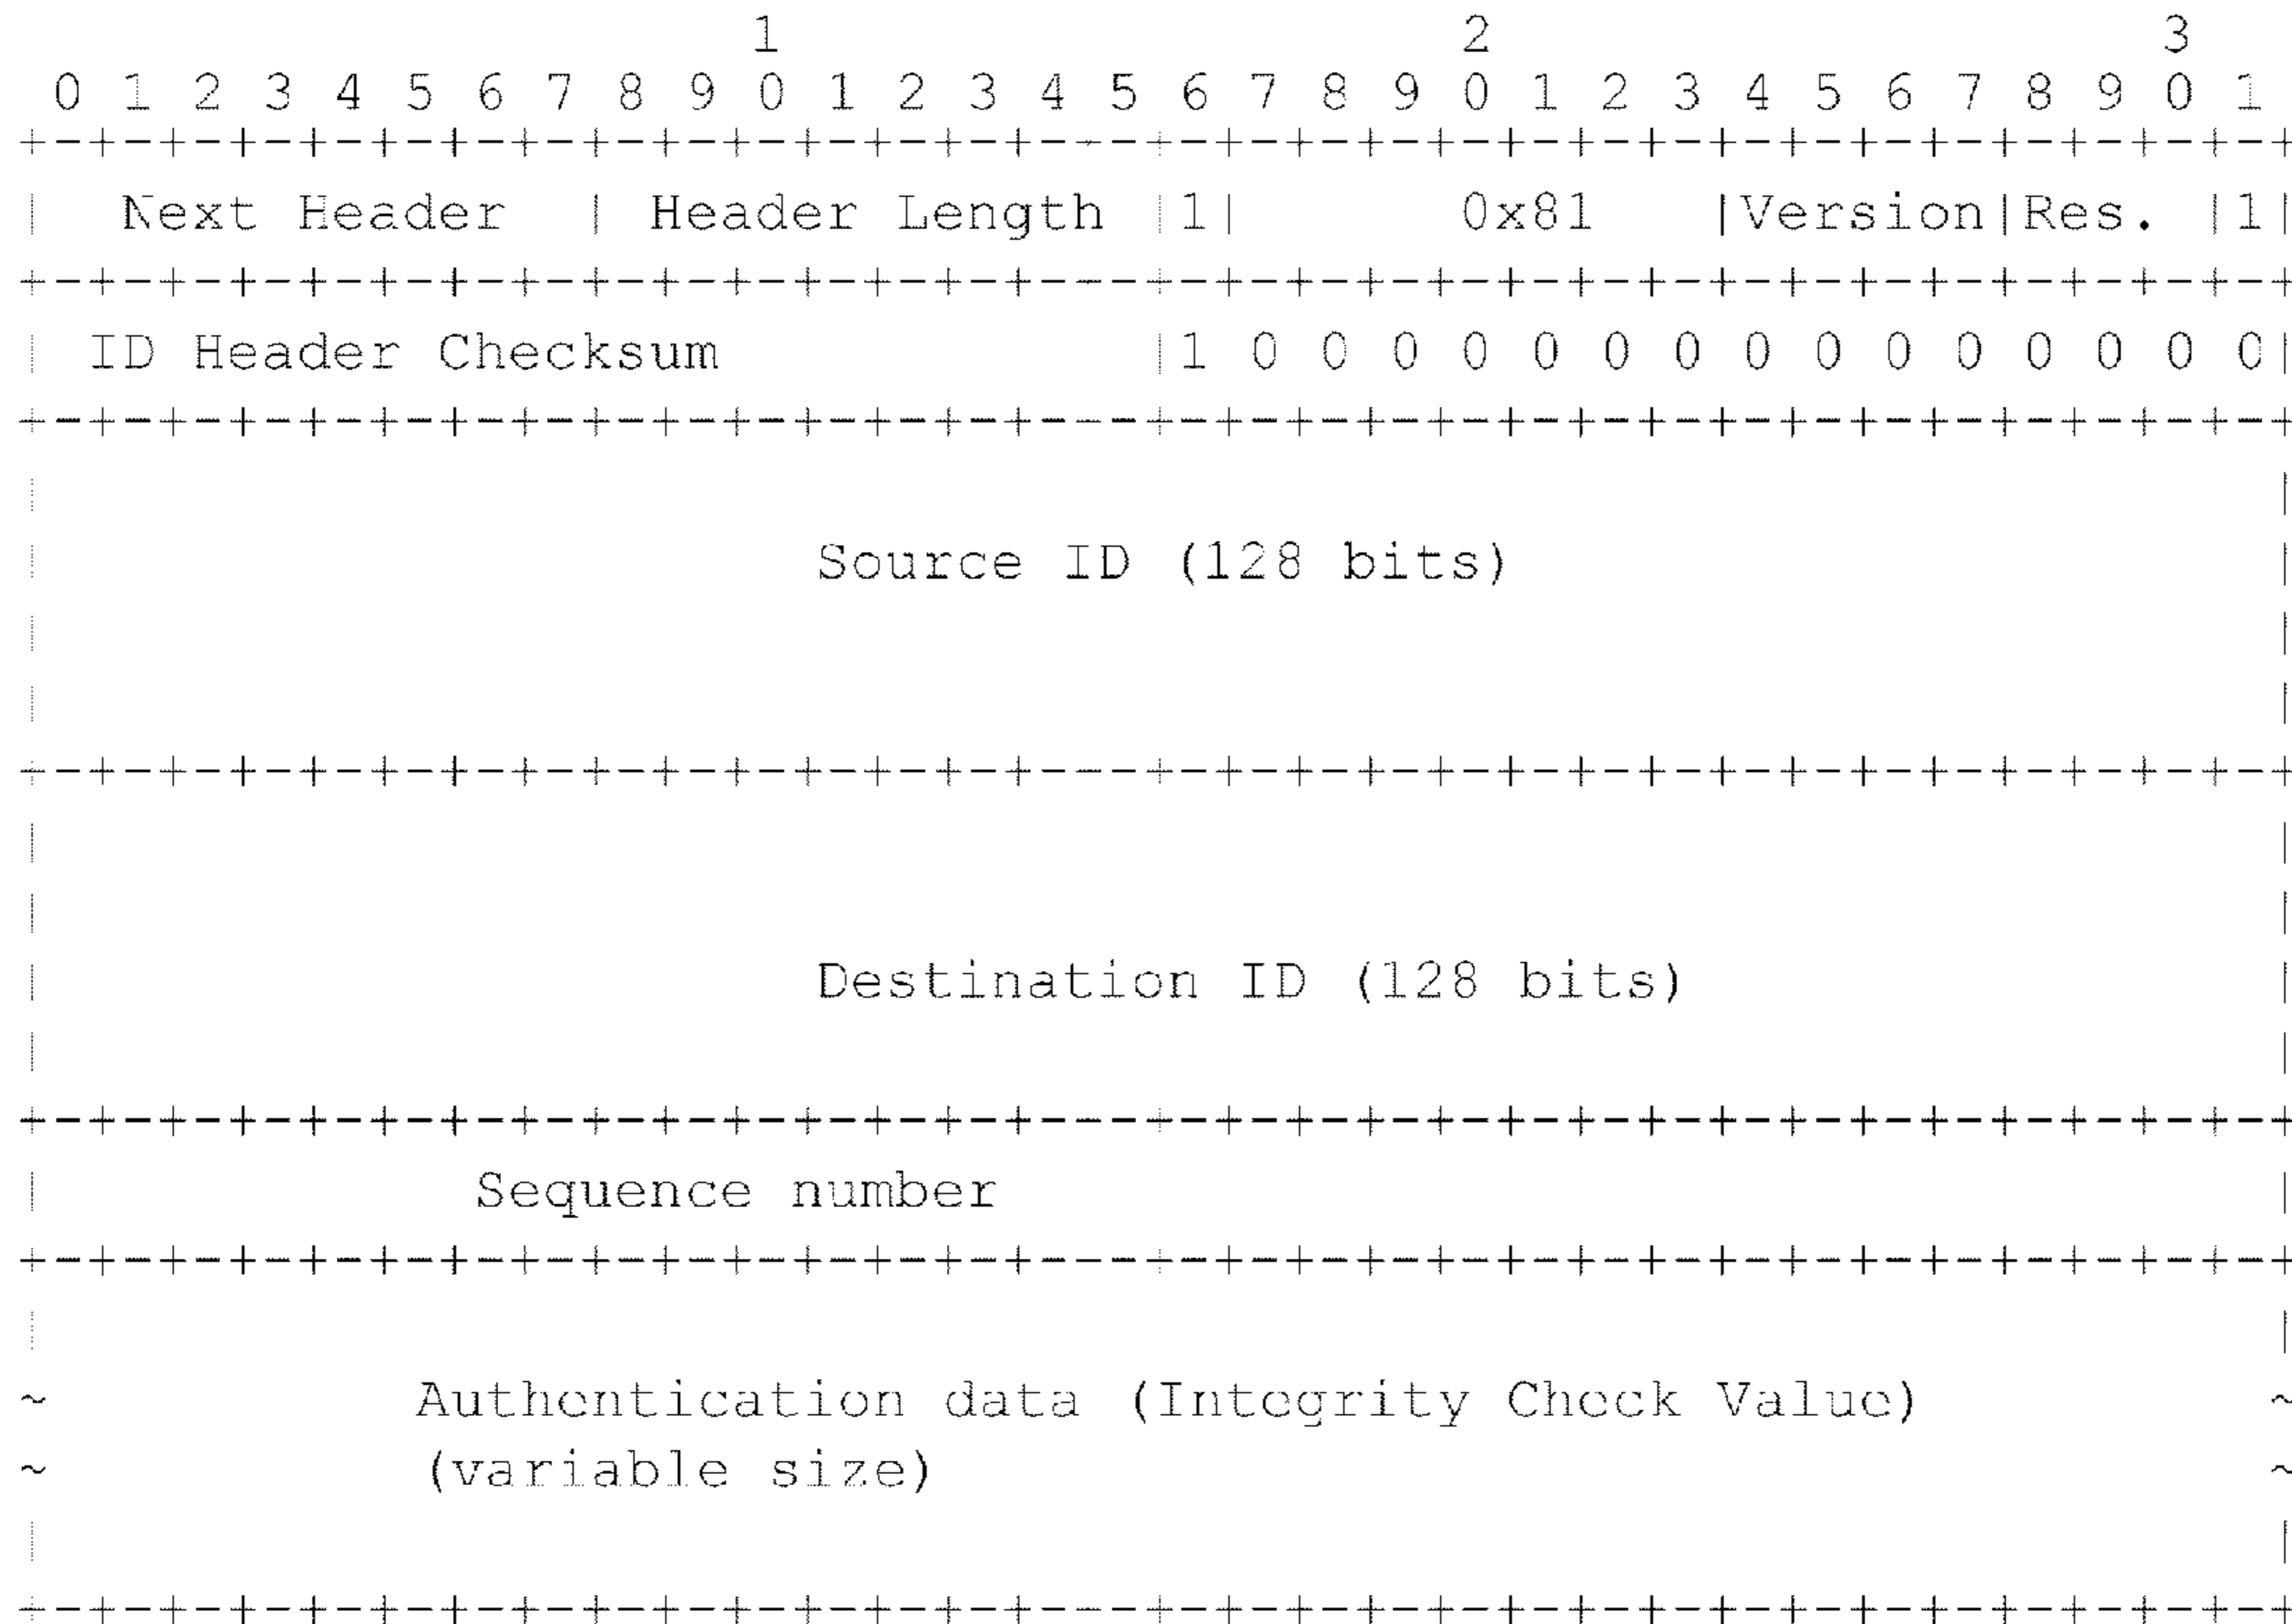 1 2 3
0 1 2 3 4 5 6 7 8 9 0 1 2 3 4 5 6 7 8 9 0 1 2 3 4 5 6 7 8 9 0 1
+-+-+-+-+-+-+-+-+-+-+-+-+-+-+---+-+-+-+-+-+-+-+-+-+-+-+-+-+-+-+-+
| Next Header | Header Length |1| 0x81 |Version|Res. |1|
+-+-+-+-+-+-+-+-+-+-+-+-+-+-+---+-+-+-+-+-+-+-+-+-+-+-+-+-+-+-+-+
| ID Header Checksum |1 0 0 0 0 0 0 0 0 0 0 0 0 0 0 0|
+-+-+-+-+-+-+-+-+-+-+-+-+-+-+---+-+-+-+-+-+-+-+-+-+-+-+-+-+-+-+-+
| |
| Source ID (128 bits) |
| |
| |
+-+-+-+-+-+-+-+-+-+-+-+-+-+-+---+-+-+-+-+-+-+-+-+-+-+-+-+-+-+-+-+
| |
| |
| Destination ID (128 bits) |
| |
+-+-+-+-+-+-+-+-+-+-+-+-+-+-+---+-+-+-+-+-+-+-+-+-+-+-+-+-+-+-+-+
| Sequence number |
+-+-+-+-+-+-+-+-+-+-+-+-+-+-+---+-+-+-+-+-+-+-+-+-+-+-+-+-+-+-+-+
| |
~ Authentication data (Integrity Check Value) ~
~ (variable size) ~
| |
+-+-+-+-+-+-+-+-+-+-+-+-+-+-+---+-+-+-+-+-+-+-+-+-+-+-+-+-+-+-+-+